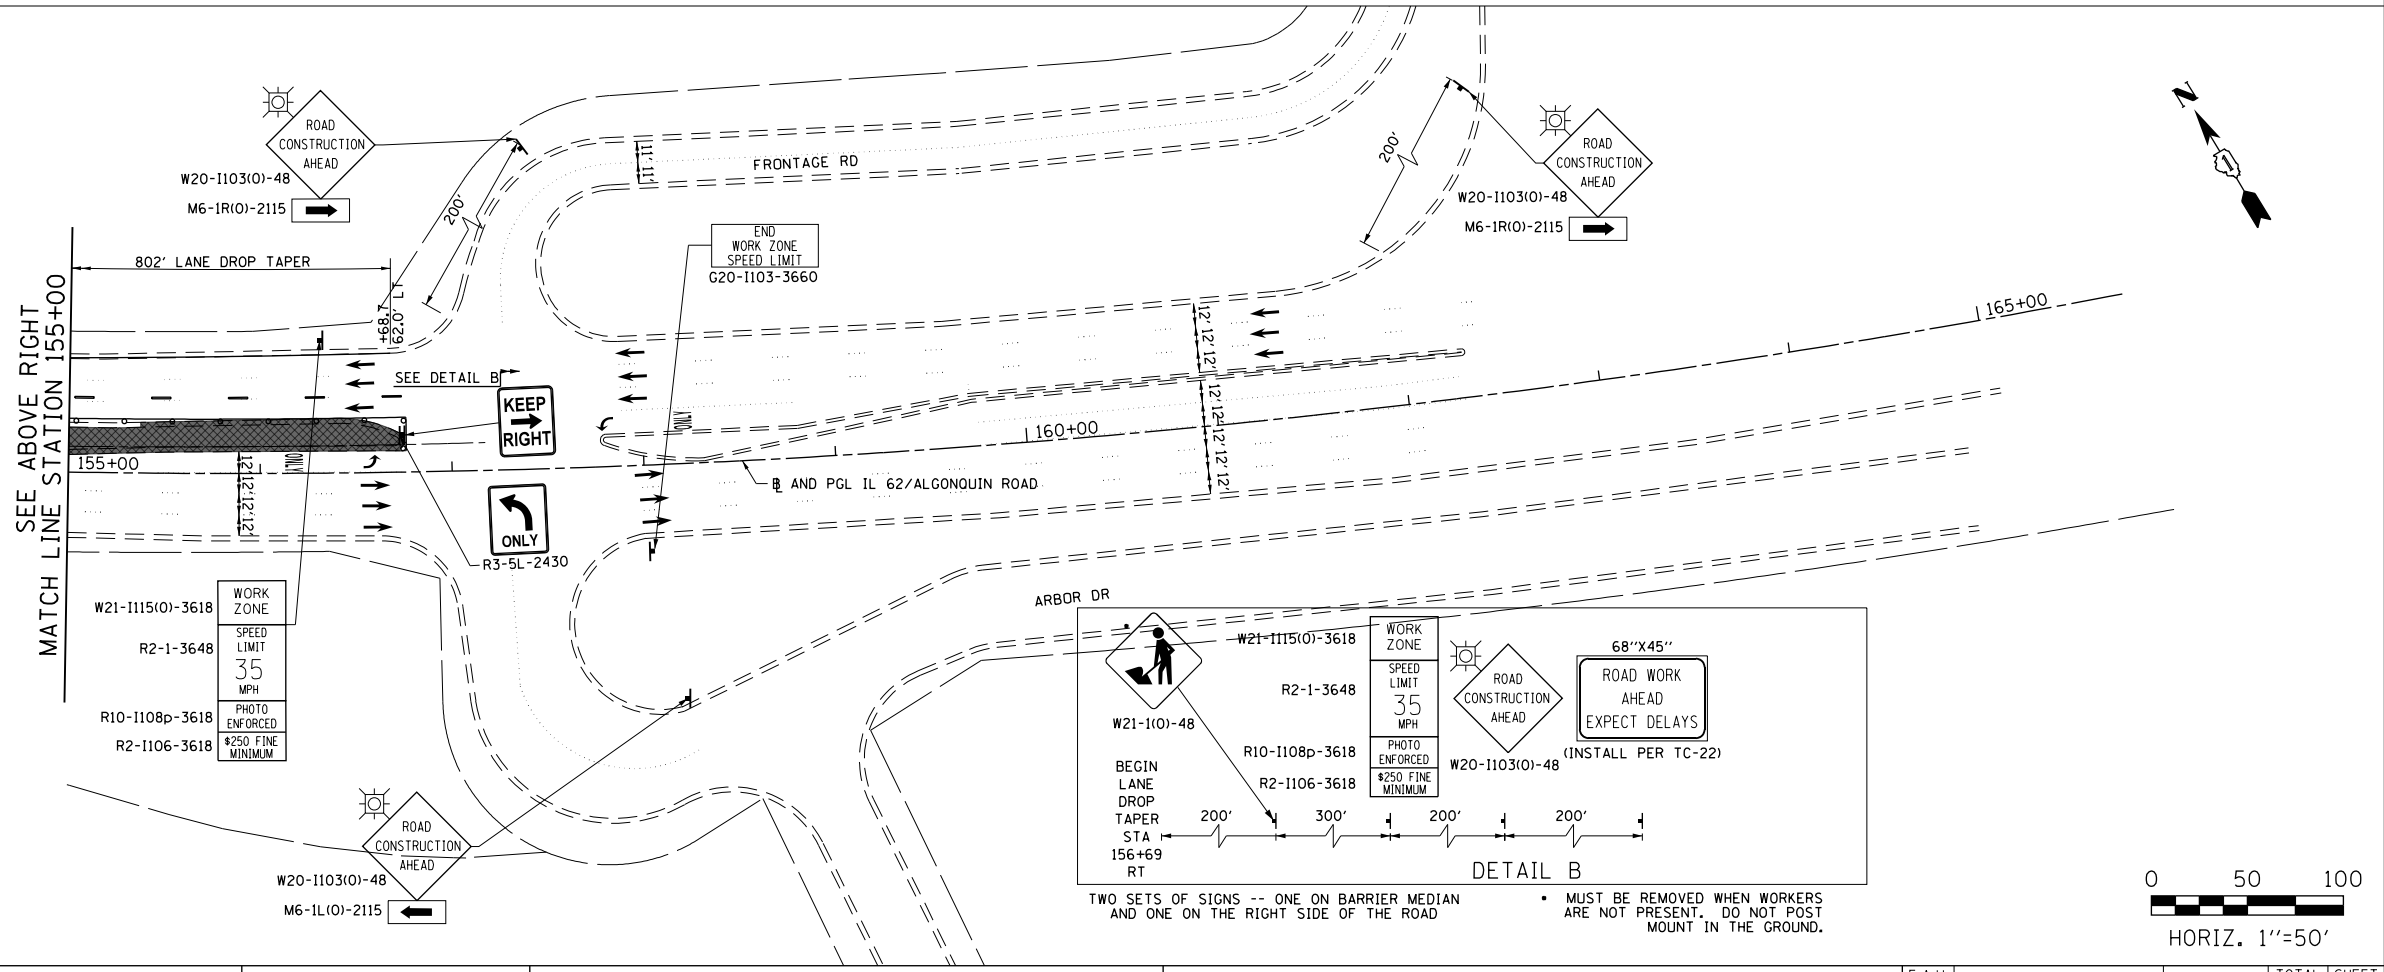 ROAD
CONSTRUCTION
AHEAD
W20-I103(O)-48
M6-1R(O)-2115
200'
11' 11'
FRONTAGE RD
END
WORK ZONE
SPEED LIMIT
G20-I103-3660
200'
ROAD
CONSTRUCTION
AHEAD
W20-I103(O)-48
M6-1R(O)-2115
N
802' LANE DROP TAPER
+68.7
62.0' LT
SEE ABOVE RIGHT
MATCH LINE STATION 155+00
SEE DETAIL B
KEEP
RIGHT
ONLY
12' 12' 12'
12' 12' 12' 12' 12'
165+00
160+00
155+00
ONLY
12' 12' 12' 12'
℄ AND PGL IL 62/ALGONQUIN ROAD
ONLY
R3-5L-2430
W21-I115(O)-3618
WORK
ZONE
R2-1-3648
SPEED
LIMIT
35
MPH
R10-I108p-3618
PHOTO
ENFORCED
R2-I106-3618
$250 FINE
MINIMUM
ROAD
CONSTRUCTION
AHEAD
W20-I103(O)-48
M6-1L(O)-2115
ARBOR DR
W21-1(O)-48
W21-I115(O)-3618
WORK
ZONE
R2-1-3648
SPEED
LIMIT
35
MPH
R10-I108p-3618
PHOTO
ENFORCED
R2-I106-3618
$250 FINE
MINIMUM
ROAD
CONSTRUCTION
AHEAD
W20-I103(O)-48
68"X45"
ROAD WORK
AHEAD
EXPECT DELAYS
(INSTALL PER TC-22)
BEGIN
LANE
DROP
TAPER
STA
156+69
RT
200' 300' 200' 200'
DETAIL B
TWO SETS OF SIGNS -- ONE ON BARRIER MEDIAN
AND ONE ON THE RIGHT SIDE OF THE ROAD
• MUST BE REMOVED WHEN WORKERS
ARE NOT PRESENT. DO NOT POST
MOUNT IN THE GROUND.
0 50 100
HORIZ. 1"=50'
TOTAL SHEET